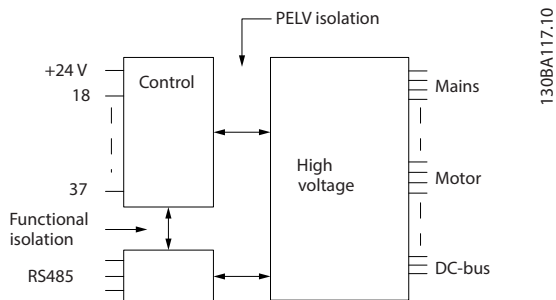 PELV isolation
+24 V
18
37
Control
High
voltage
Mains
Motor
DC-bus
Functional
isolation
RS485
130BA117.10